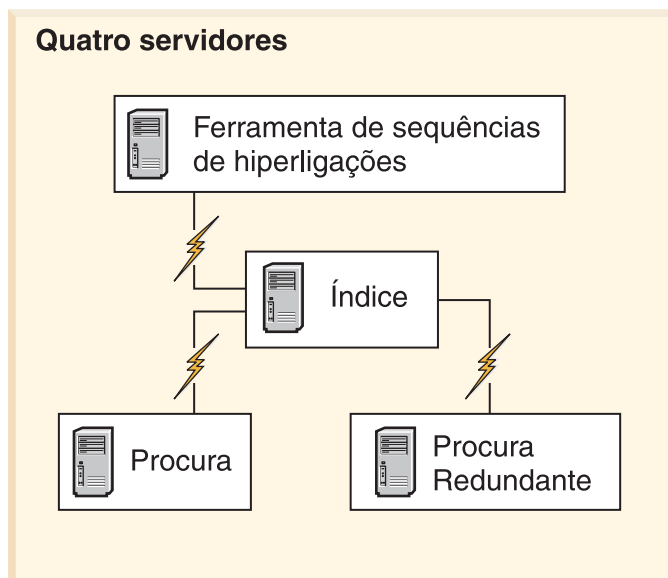 Quatro servidores
Ferramenta de sequências
de hiperligações
Índice
Procura
Procura
Redundante